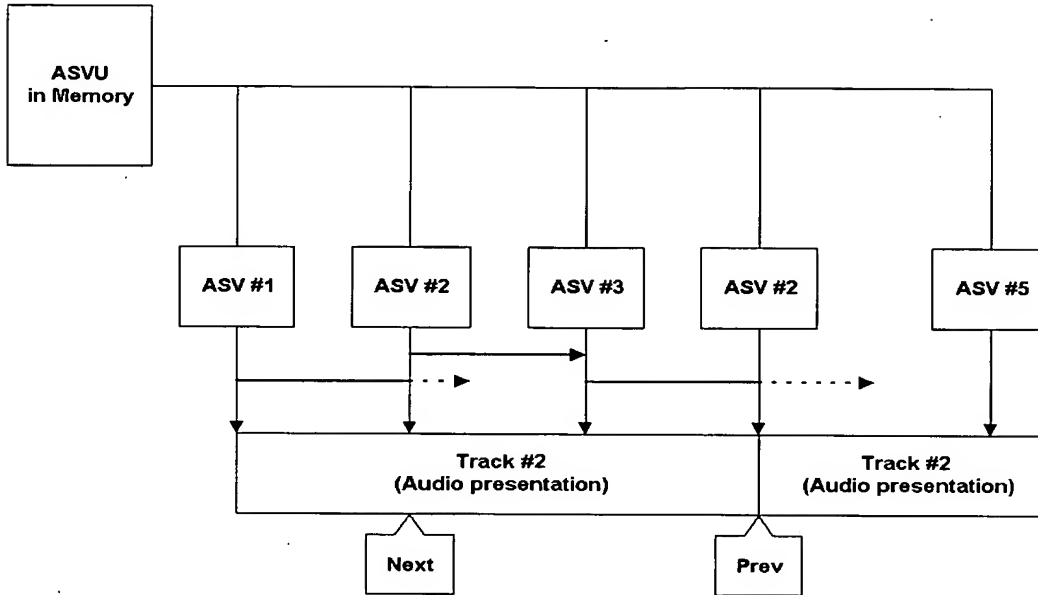 ASVU
in Memory
ASV #1
ASV #2
ASV #3
ASV #2
ASV #5
Track #2
(Audio presentation)
Track #2
(Audio presentation)
Next
Prev